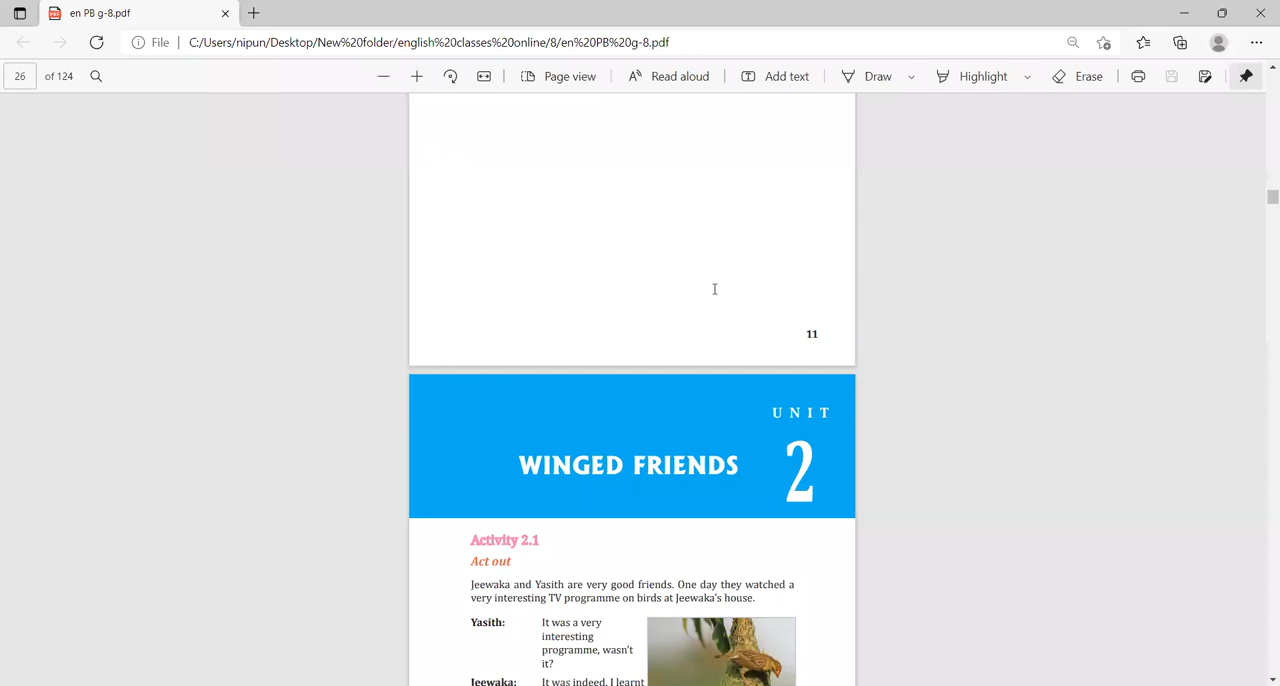 en PB g-8.pdf
File | C:/Users/nipun/Desktop/New%20folder/english%20classes%20online/8/en%20PB%20g-8.pdf
26 of 124 Page view Read aloud Add text Draw Highlight Erase
11
UNIT
2
WINGED FRIENDS
Activity 2.1
Act out
Jeewaka and Yasith are very good friends. One day they watched a
very interesting TV programme on birds at Jeewaka's house.
Yasith: It was a very
interesting
programme, wasn't
it?
Jeewaka: It was indeed. I learnt